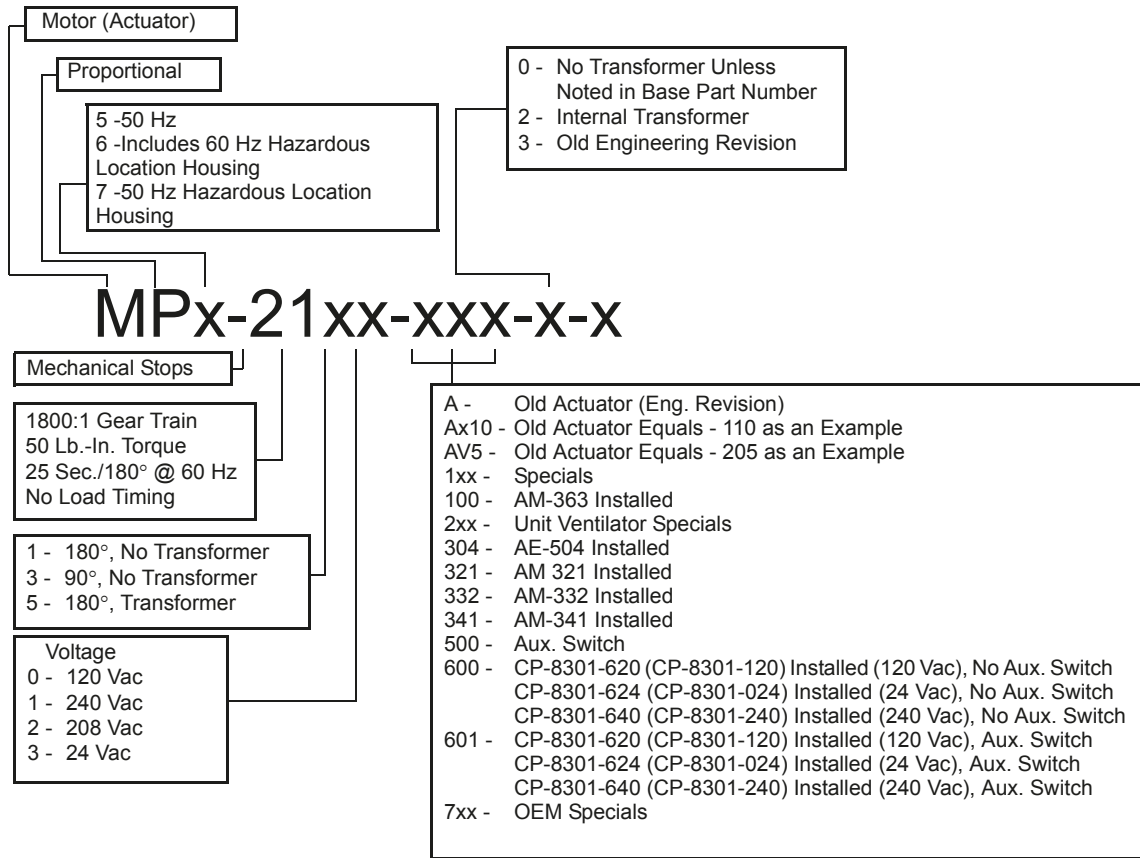 Motor (Actuator)
Proportional
5 -50 Hz
6 -Includes 60 Hz Hazardous
Location Housing
7 -50 Hz Hazardous Location
Housing
0 - No Transformer Unless
Noted in Base Part Number
2 - Internal Transformer
3 - Old Engineering Revision
MPx-21xx-xxx-x-x
Mechanical Stops
1800:1 Gear Train
50 Lb.-In. Torque
25 Sec./180° @ 60 Hz
No Load Timing
1 - 180°, No Transformer
3 - 90°, No Transformer
5 - 180°, Transformer
Voltage
0 - 120 Vac
1 - 240 Vac
2 - 208 Vac
3 - 24 Vac
A - Old Actuator (Eng. Revision)
Ax10 - Old Actuator Equals - 110 as an Example
AV5 - Old Actuator Equals - 205 as an Example
1xx - Specials
100 - AM-363 Installed
2xx - Unit Ventilator Specials
304 - AE-504 Installed
321 - AM 321 Installed
332 - AM-332 Installed
341 - AM-341 Installed
500 - Aux. Switch
600 - CP-8301-620 (CP-8301-120) Installed (120 Vac), No Aux. Switch
CP-8301-624 (CP-8301-024) Installed (24 Vac), No Aux. Switch
CP-8301-640 (CP-8301-240) Installed (240 Vac), No Aux. Switch
601 - CP-8301-620 (CP-8301-120) Installed (120 Vac), Aux. Switch
CP-8301-624 (CP-8301-024) Installed (24 Vac), Aux. Switch
CP-8301-640 (CP-8301-240) Installed (240 Vac), Aux. Switch
7xx - OEM Specials